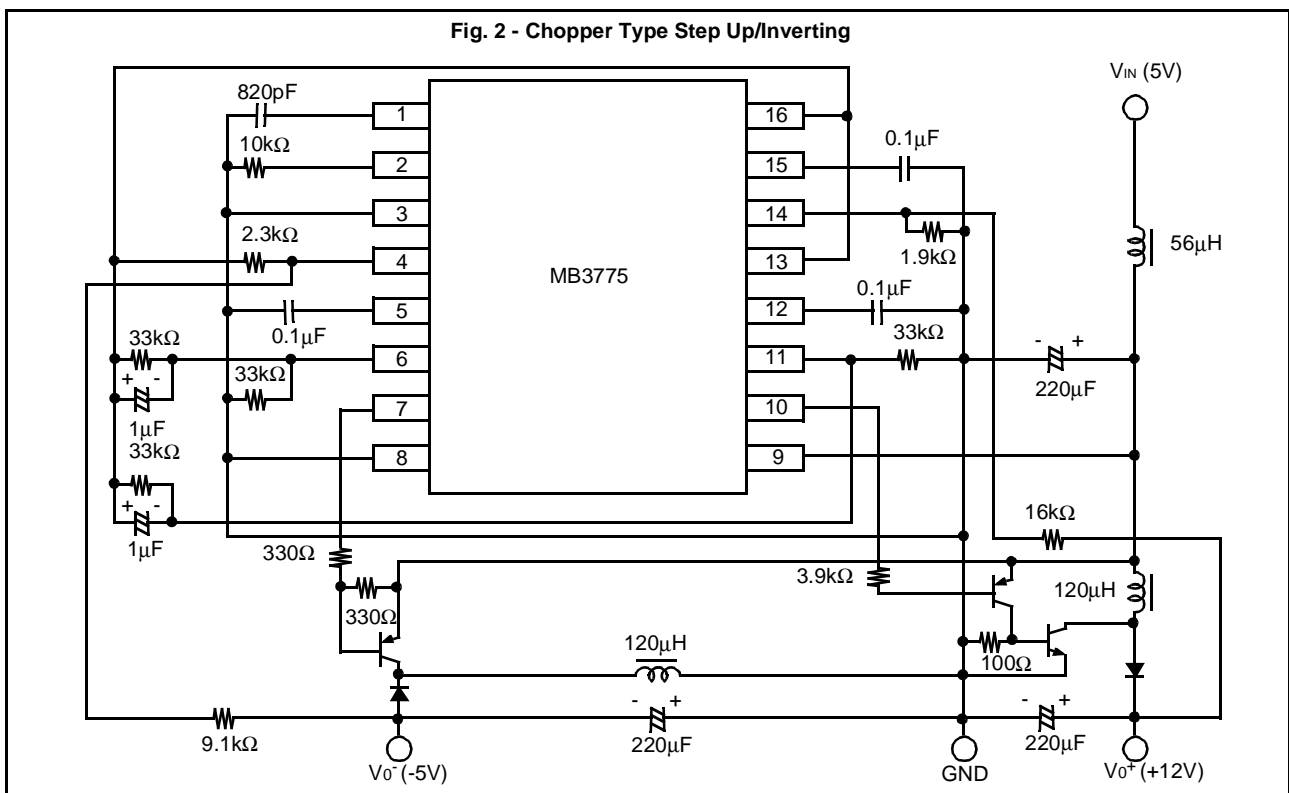 Fig. 2 - Chopper Type Step Up/Inverting
VIN (5V)
820pF
1
16
0.1µF
10kΩ
2
15
3
14
2.3kΩ
1.9kΩ
56µH
4
13
MB3775
0.1µF
5
12
0.1µF
33kΩ
33kΩ
- +
6
11
220µF
33kΩ
+ -
1µF
7
10
33kΩ
8
9
+ -
1µF
16kΩ
330Ω
3.9kΩ
120µH
330Ω
120µH
100Ω
- +
- +
9.1kΩ
220µF
220µF
V0- (-5V)
GND
V0+ (+12V)